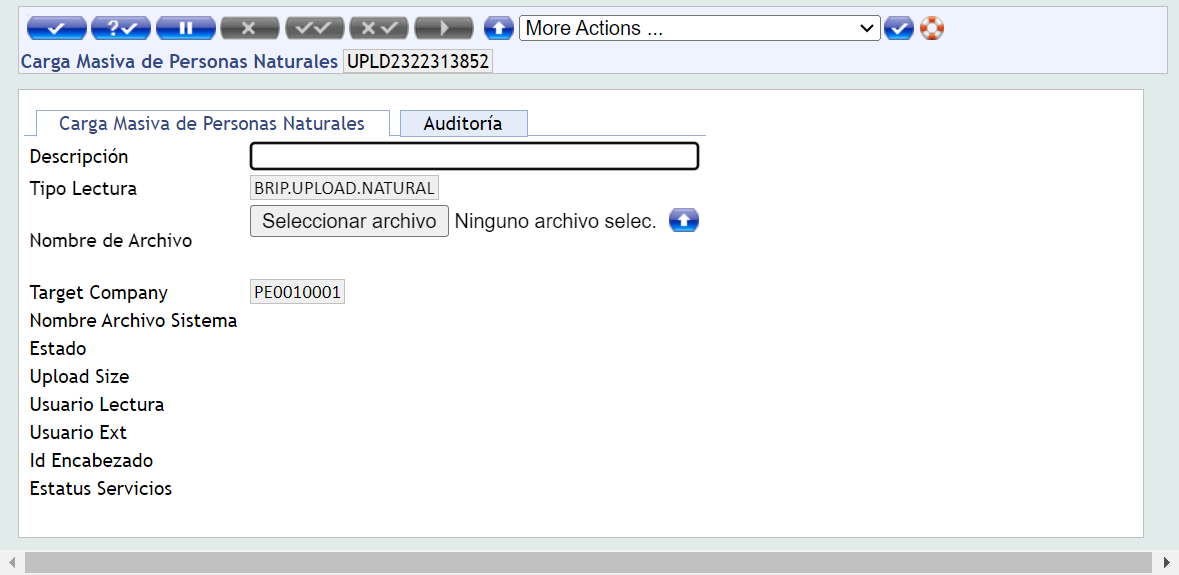 More Actions ...
Carga Masiva de Personas Naturales UPLD2322313852
Carga Masiva de Personas Naturales Auditoría
Descripción
Tipo Lectura BRIP.UPLOAD.NATURAL
Seleccionar archivo Ninguno archivo selec.
Nombre de Archivo
Target Company PE0010001
Nombre Archivo Sistema
Estado
Upload Size
Usuario Lectura
Usuario Ext
Id Encabezado
Estatus Servicios